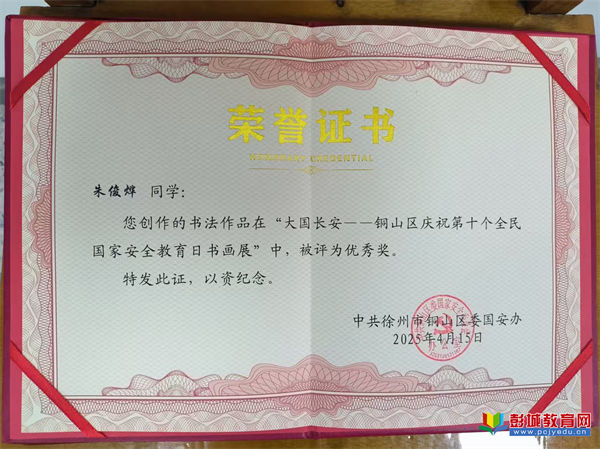 荣誉证书
朱俊烨 同学：
您创作的书法作品在“大国长安——铜山区庆祝第十个全民
国家安全教育日书画展”中，被评为优秀奖。
特发此证，以资纪念。
中共徐州市铜山区委国安办
2025年4月15日
彭城教育网
www.pcjyedu.cn